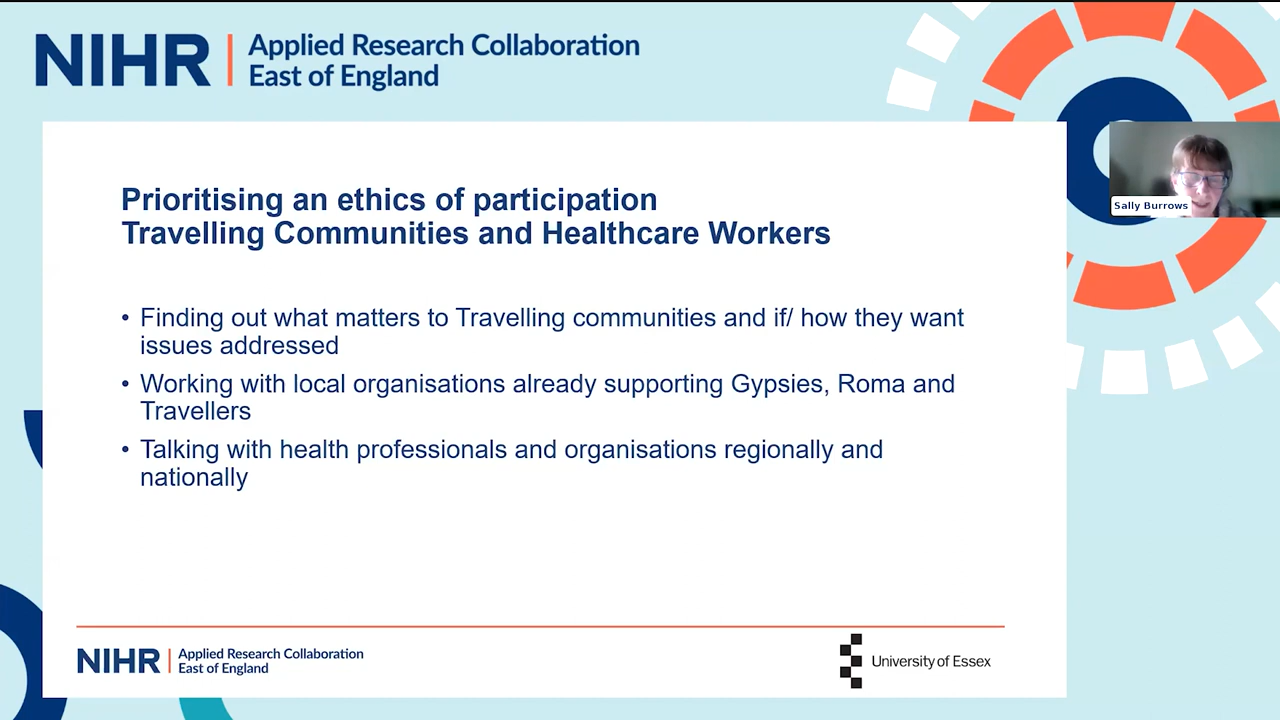 NIHR | Applied Research Collaboration
East of England
Sally Burrows
Prioritising an ethics of participation
Travelling Communities and Healthcare Workers
• Finding out what matters to Travelling communities and if/ how they want
issues addressed
• Working with local organisations already supporting Gypsies, Roma and
Travellers
• Talking with health professionals and organisations regionally and
nationally
NIHR | Applied Research Collaboration
East of England
University of Essex